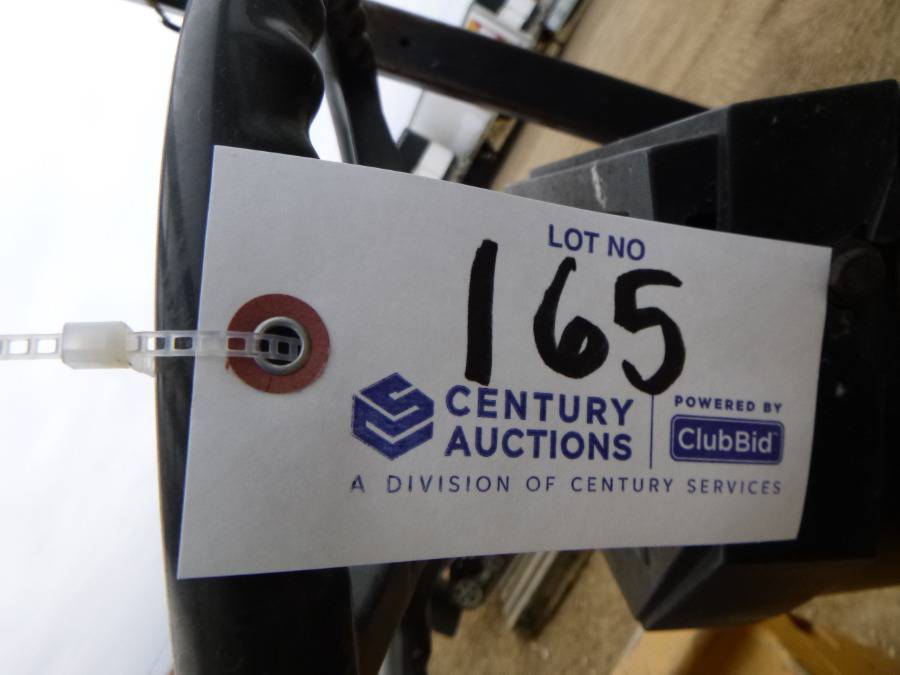 LOT NO
165
CENTURY AUCTIONS
POWERED BY
ClubBid
A DIVISION OF CENTURY SERVICES